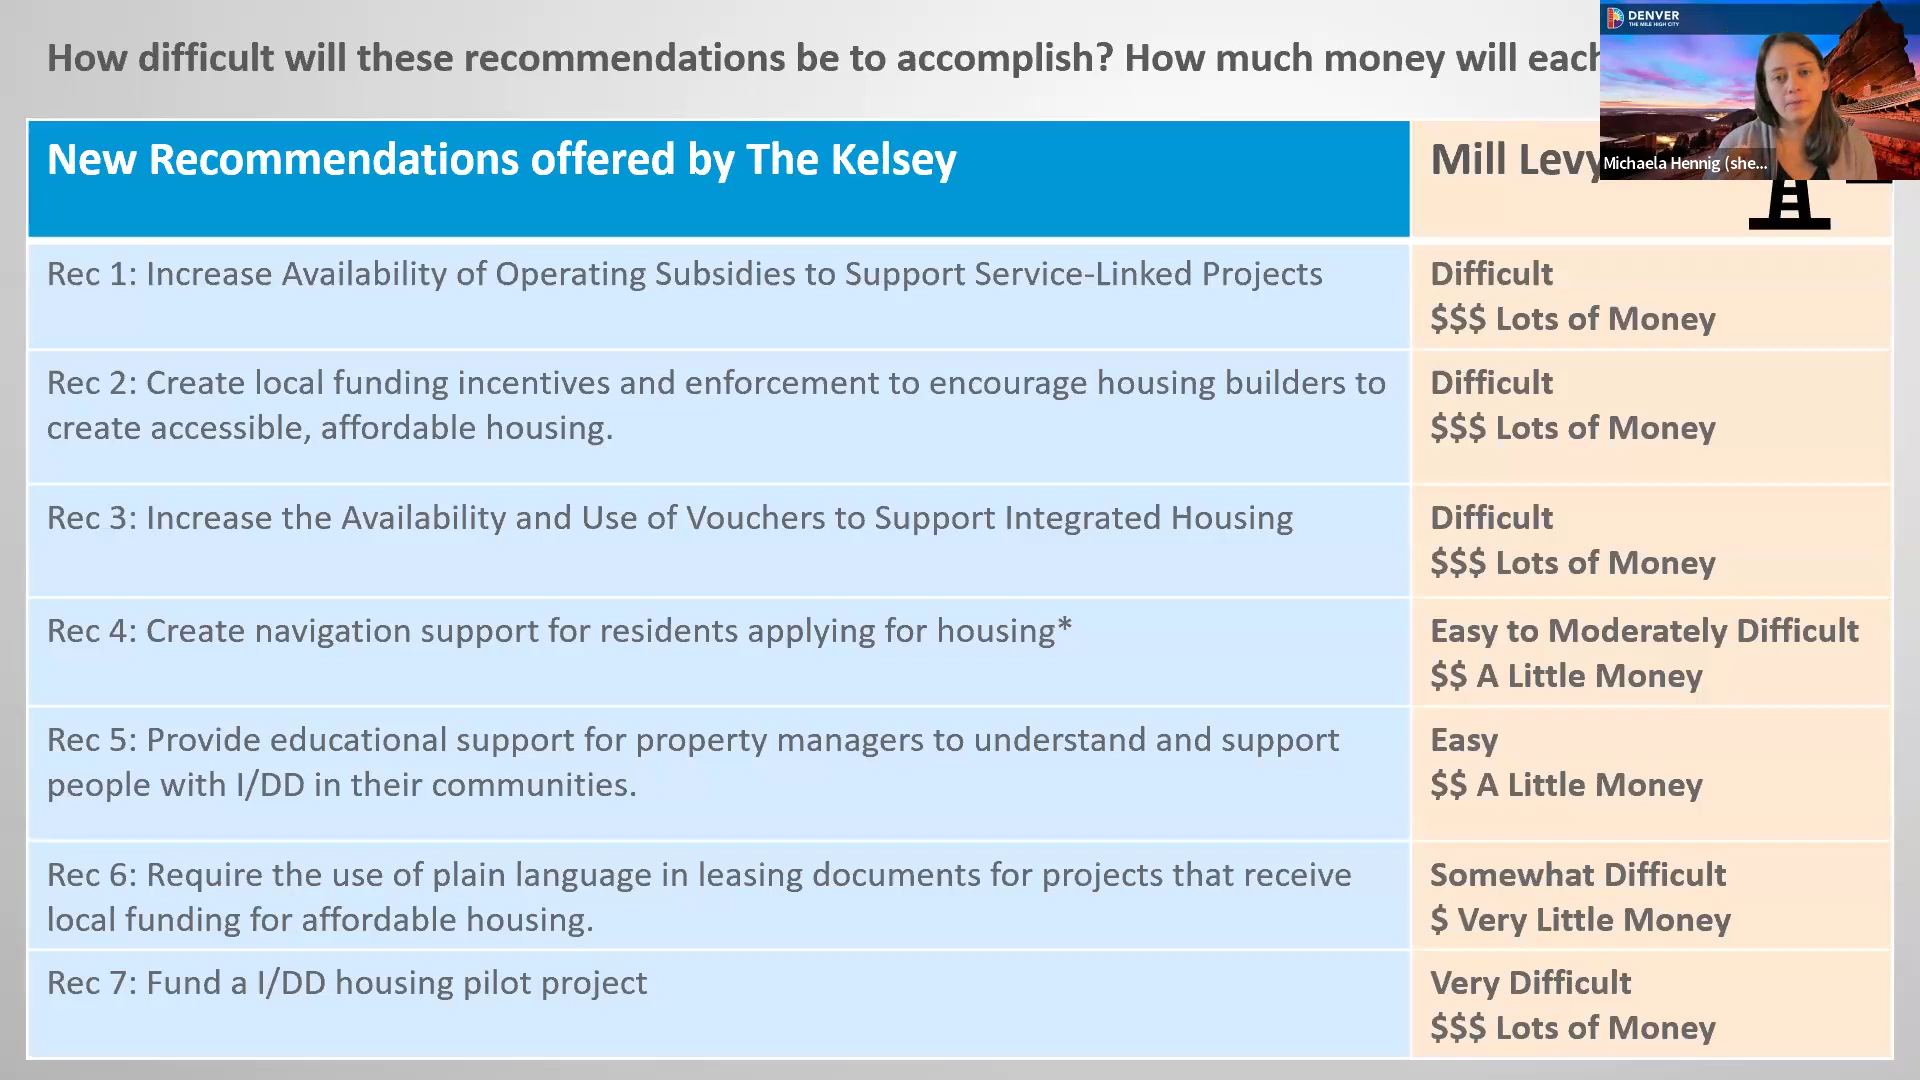 How difficult will these recommendations be to accomplish? How much money will each
DENVER
THE MILE HIGH CITY
Michaela Hennig (she...
New Recommendations offered by The Kelsey
Mill Levy
Rec 1: Increase Availability of Operating Subsidies to Support Service-Linked Projects
Difficult
$$$ Lots of Money
Rec 2: Create local funding incentives and enforcement to encourage housing builders to
create accessible, affordable housing.
Difficult
$$$ Lots of Money
Rec 3: Increase the Availability and Use of Vouchers to Support Integrated Housing
Difficult
$$$ Lots of Money
Rec 4: Create navigation support for residents applying for housing*
Easy to Moderately Difficult
$$ A Little Money
Rec 5: Provide educational support for property managers to understand and support
people with I/DD in their communities.
Easy
$$ A Little Money
Rec 6: Require the use of plain language in leasing documents for projects that receive
local funding for affordable housing.
Somewhat Difficult
$ Very Little Money
Rec 7: Fund a I/DD housing pilot project
Very Difficult
$$$ Lots of Money